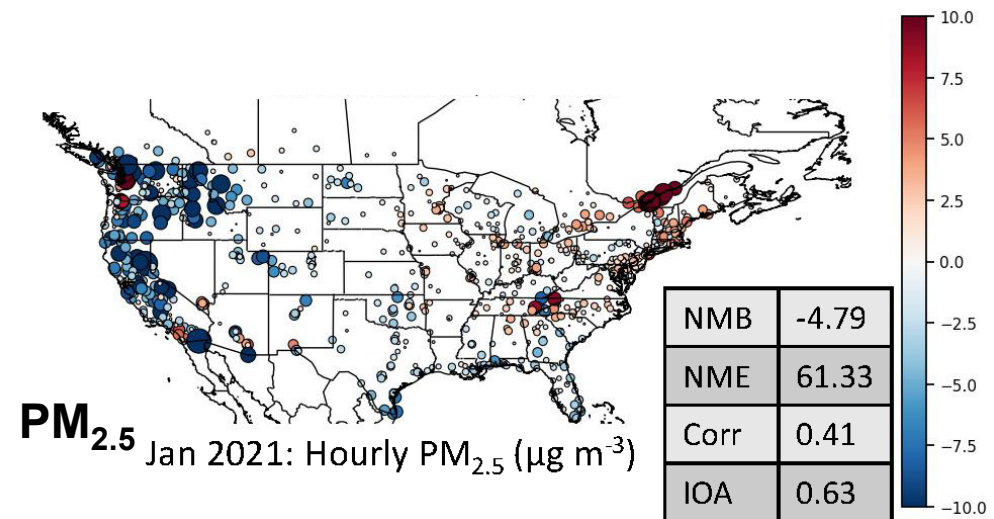 10.0
7.5
5.0
2.5
0.0
−2.5
−5.0
−7.5
−10.0
NMB -4.79
NME 61.33
Corr 0.41
IOA 0.63
PM2.5
Jan 2021: Hourly PM2.5 (µg m-3)